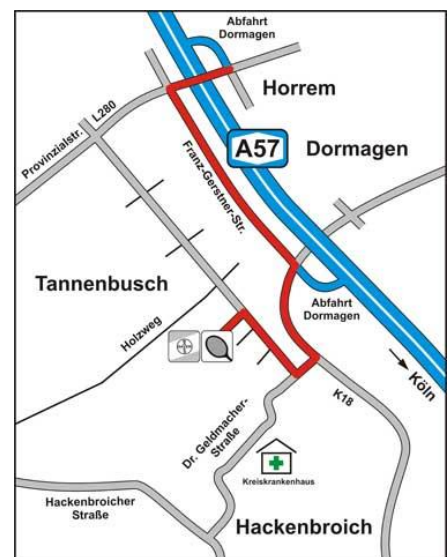 Abfahrt
Dormagen
Horrem
L280
Provinzialstr.
A57
Dormagen
Franz-Gerstner-Str.
Tannenbusch
Abfahrt
Dormagen
Holzweg
Köln
K18
Dr. Geldmacher-
Straße
Kreiskrankenhaus
Hackenbroicher
Straße
Hackenbroich